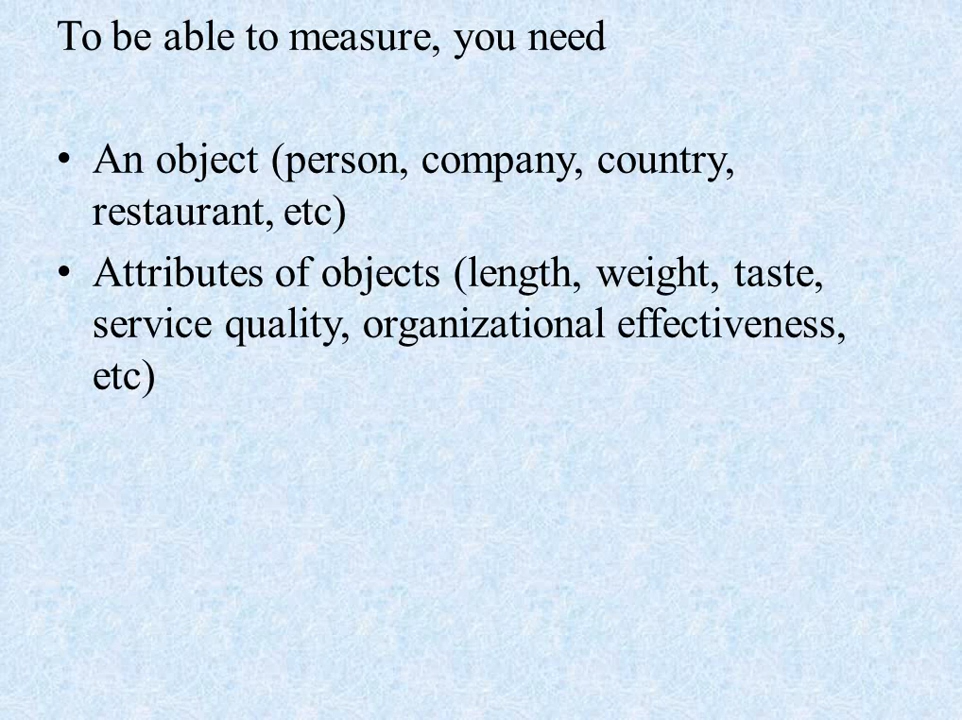 To be able to measure, you need
• An object (person, company, country,
restaurant, etc)
• Attributes of objects (length, weight, taste,
service quality, organizational effectiveness,
etc)